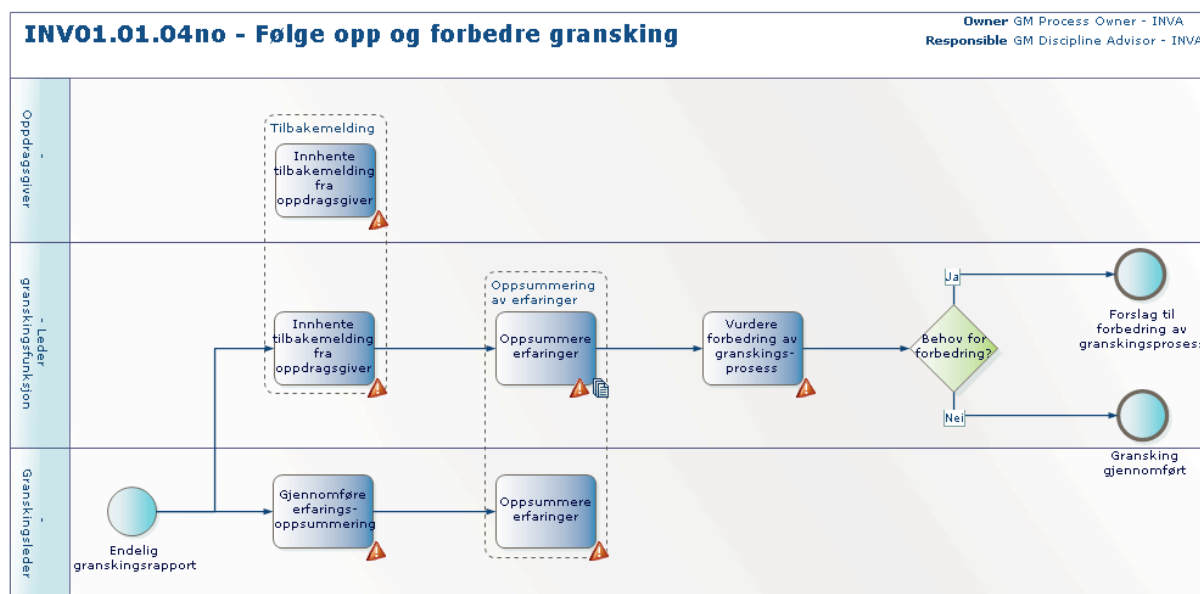 INV01.01.04no - Følge opp og forbedre gransking
Owner GM Process Owner - INVA
Responsible GM Discipline Advisor - INVA
-
Oppdragsgiver
Tilbakemelding
Innhente
tilbakemelding
fra
oppdragsgiver
- Leder
granskingsfunksjon
Innhente
tilbakemelding
fra
oppdragsgiver
Oppsummering
av erfaringer
Oppsummere
erfaringer
Vurdere
forbedring av
granskings-
prosess
Behov for
forbedring?
Ja
Forslag til
forbedring av
granskingsprosess
Nei
Gransking
gjennomført
-
Granskingsleder
Endelig
granskingsrapport
Gjennomføre
erfarings-
oppsummering
Oppsummere
erfaringer